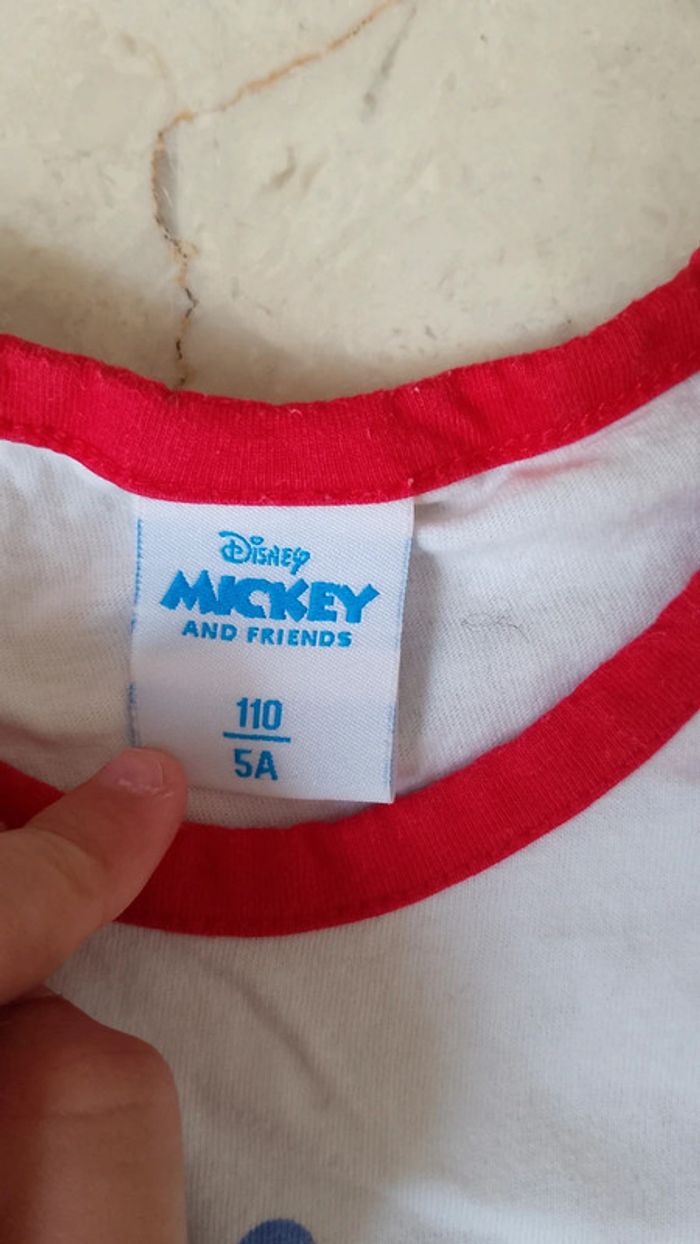 Disney
MICKEY
AND FRIENDS
110
5A